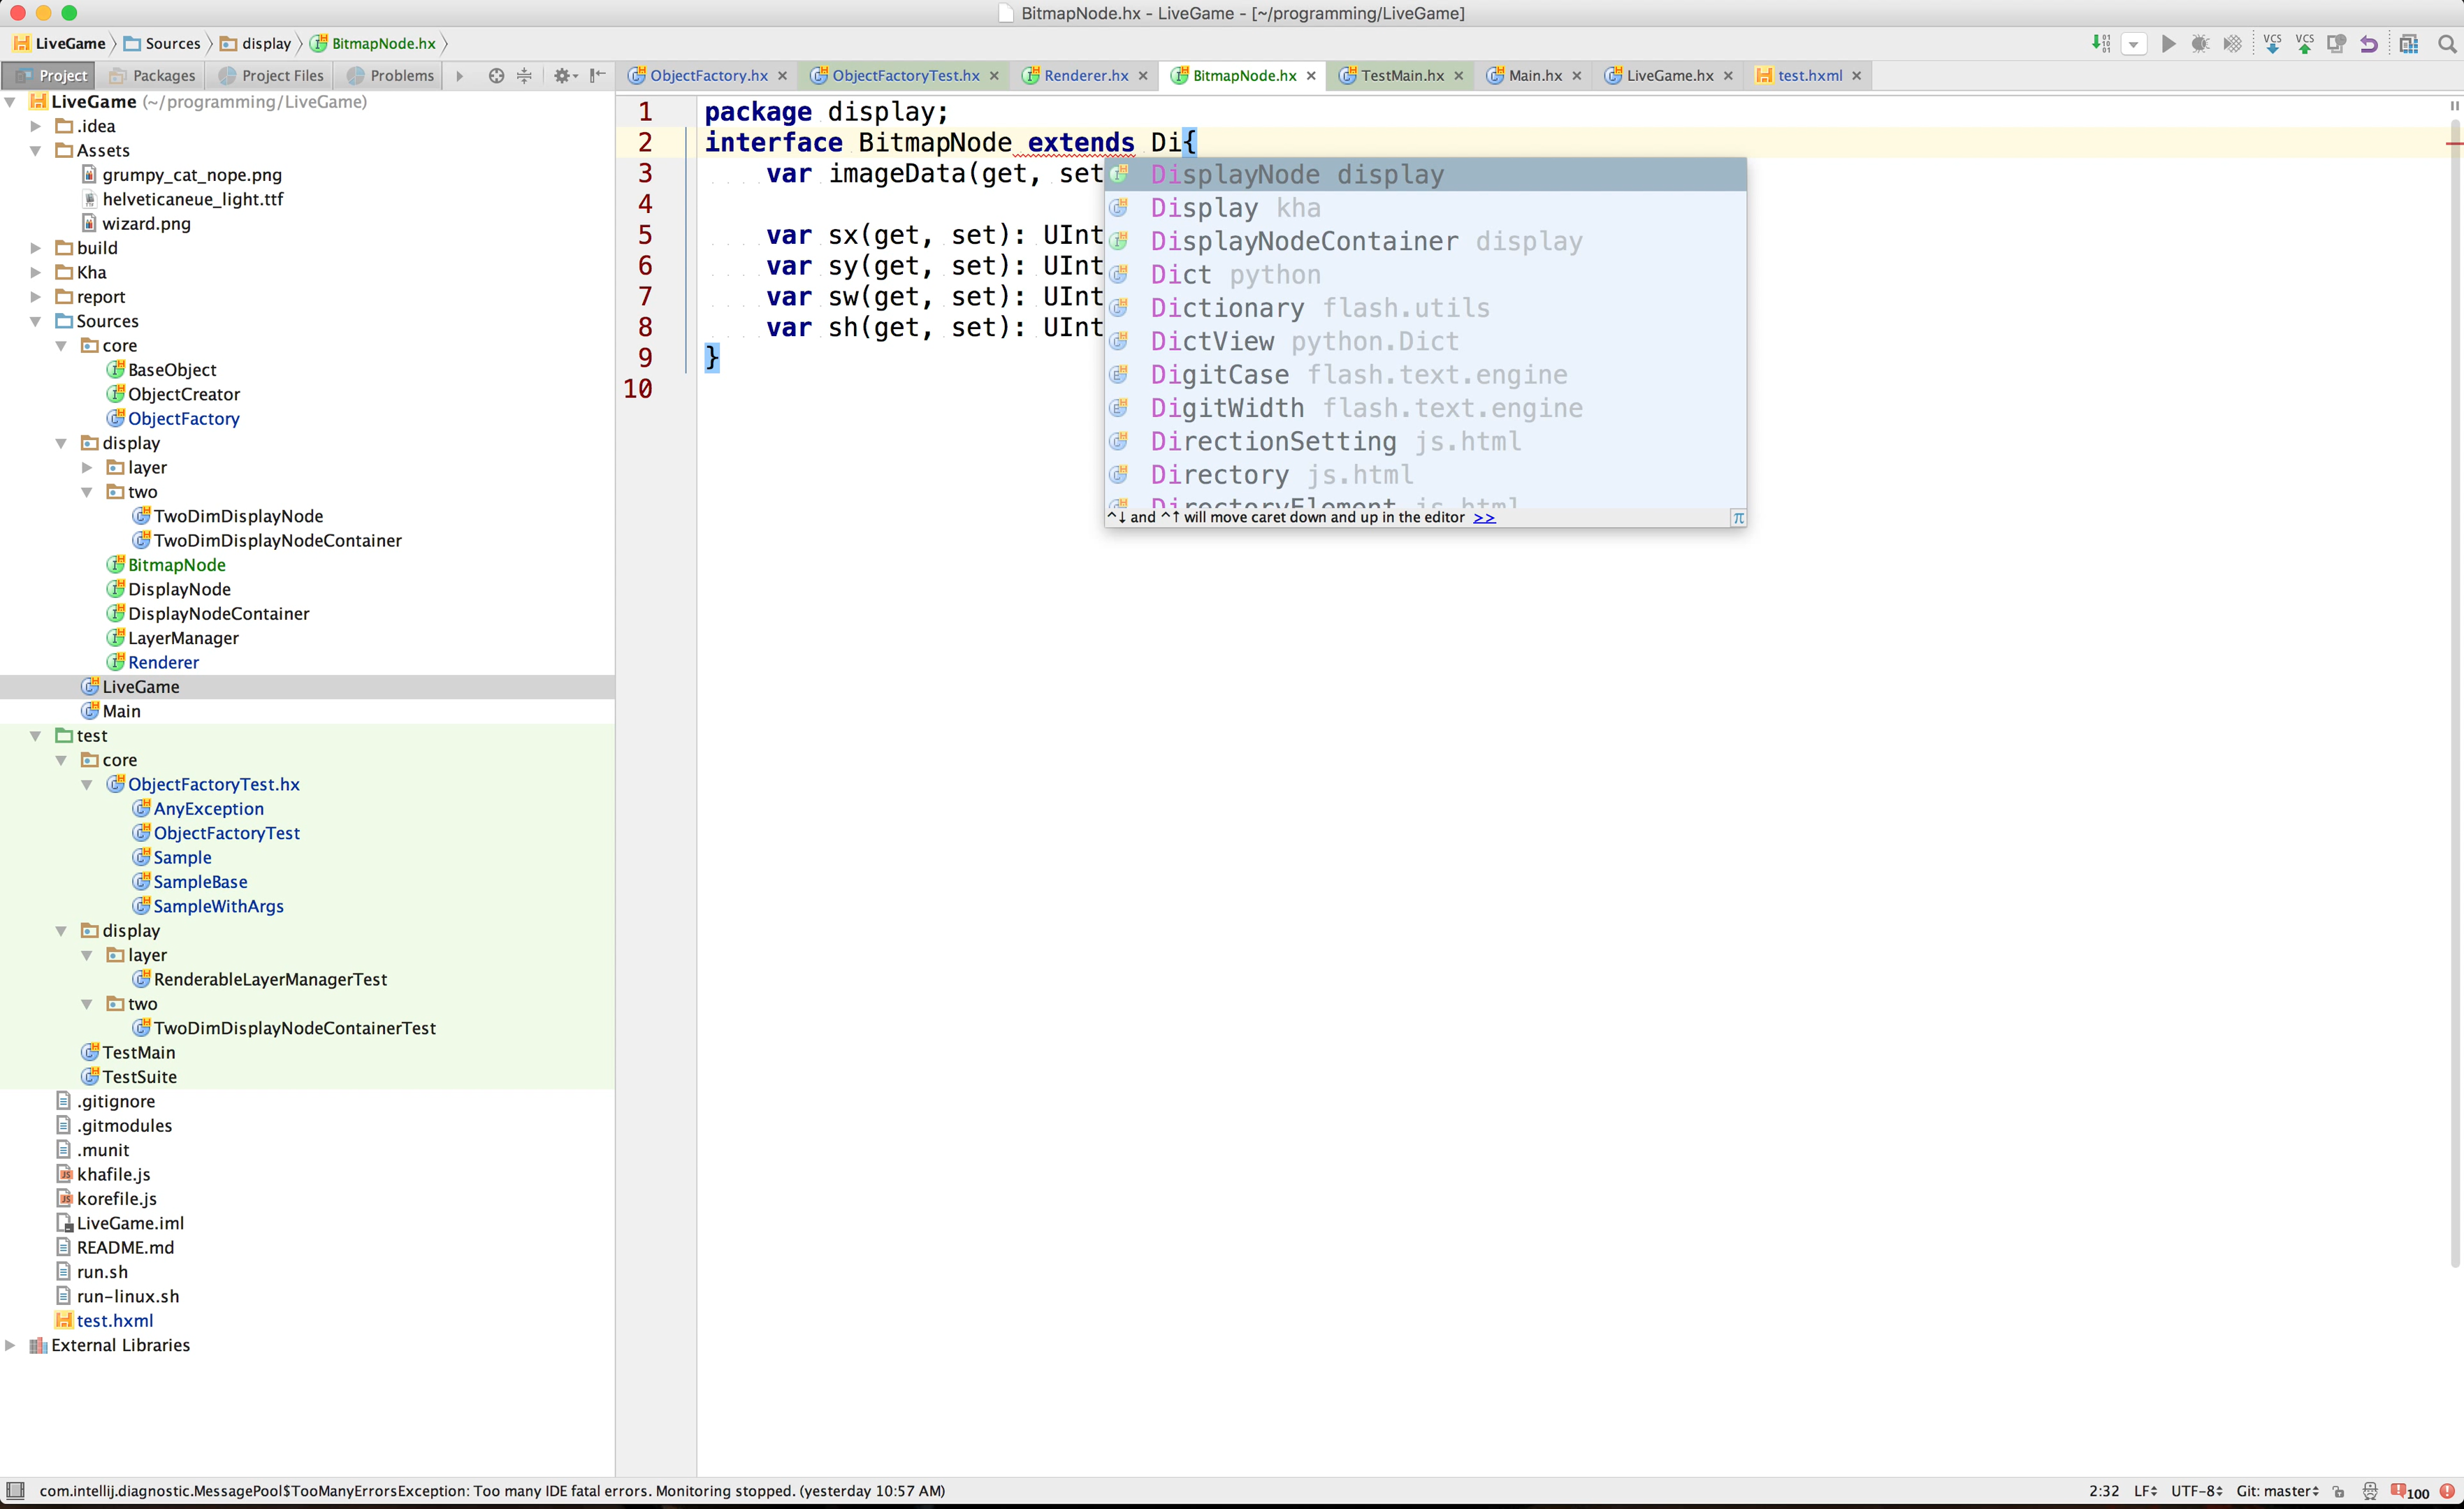 BitmapNode.hx - LiveGame - [~/programming/LiveGame]
LiveGame Sources display BitmapNode.hx
Project Packages Project Files Problems
ObjectFactory.hx ObjectFactoryTest.hx Renderer.hx BitmapNode.hx TestMain.hx Main.hx LiveGame.hx test.hxml
LiveGame (~/programming/LiveGame)
.idea
Assets
grumpy_cat_nope.png
helveticaneue_light.ttf
wizard.png
build
Kha
report
Sources
core
BaseObject
ObjectCreator
ObjectFactory
display
layer
two
TwoDimDisplayNode
TwoDimDisplayNodeContainer
BitmapNode
DisplayNode
DisplayNodeContainer
LayerManager
Renderer
LiveGame
Main
test
core
ObjectFactoryTest.hx
AnyException
ObjectFactoryTest
Sample
SampleBase
SampleWithArgs
display
layer
RenderableLayerManagerTest
two
TwoDimDisplayNodeContainerTest
TestMain
TestSuite
.gitignore
.gitmodules
.munit
khafile.js
korefile.js
LiveGame.iml
README.md
run.sh
run-linux.sh
test.hxml
External Libraries
1 package display;
2 interface BitmapNode extends Di{
3 var imageData(get, set
4
5 var sx(get, set): UInt
6 var sy(get, set): UInt
7 var sw(get, set): UInt
8 var sh(get, set): UInt
9 }
10
DisplayNode display
Display kha
DisplayNodeContainer display
Dict python
Dictionary flash.utils
DictView python.Dict
DigitCase flash.text.engine
DigitWidth flash.text.engine
DirectionSetting js.html
Directory js.html
DirectoryElement js.html
^↓ and ^↑ will move caret down and up in the editor >> π
com.intellij.diagnostic.MessagePool$TooManyErrorsException: Too many IDE fatal errors. Monitoring stopped. (yesterday 10:57 AM)
2:32 LF UTF-8 Git: master 100